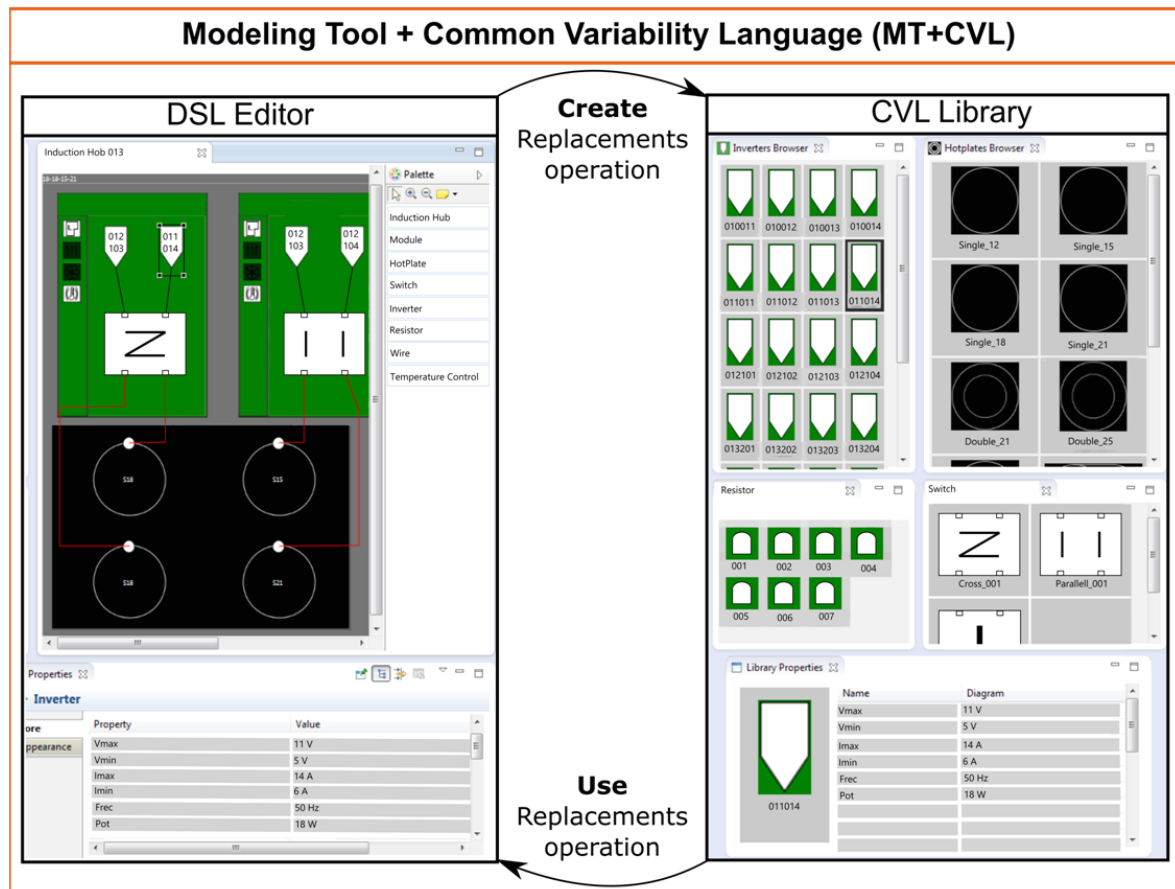 Modeling Tool + Common Variability Language (MT+CVL)
DSL Editor
Induction Hob 013
18-18-15-21
Palette
012
103
011
014
012
103
012
104
Induction Hub
Module
HotPlate
Switch
Inverter
Resistor
Wire
Temperature Control
S18
S15
S18
S21
Properties
Inverter
ore
ppearance
Property
Value
Vmax
11 V
Vmin
5 V
Imax
14 A
Imin
6 A
Frec
50 Hz
Pot
18 W
Create
Replacements
operation
Use
Replacements
operation
CVL Library
Inverters Browser
010011 010012 010013 010014
011011 011012 011013 011014
012101 012102 012103 012104
013201 013202 013203 013204
Hotplates Browser
Single_12 Single_15
Single_18 Single_21
Double_21 Double_25
Resistor
001 002 003 004
005 006 007
Switch
Cross_001 Parallell_001
Library Properties
011014
Name
Diagram
Vmax
11 V
Vmin
5 V
Imax
14 A
Imin
6 A
Frec
50 Hz
Pot
18 W